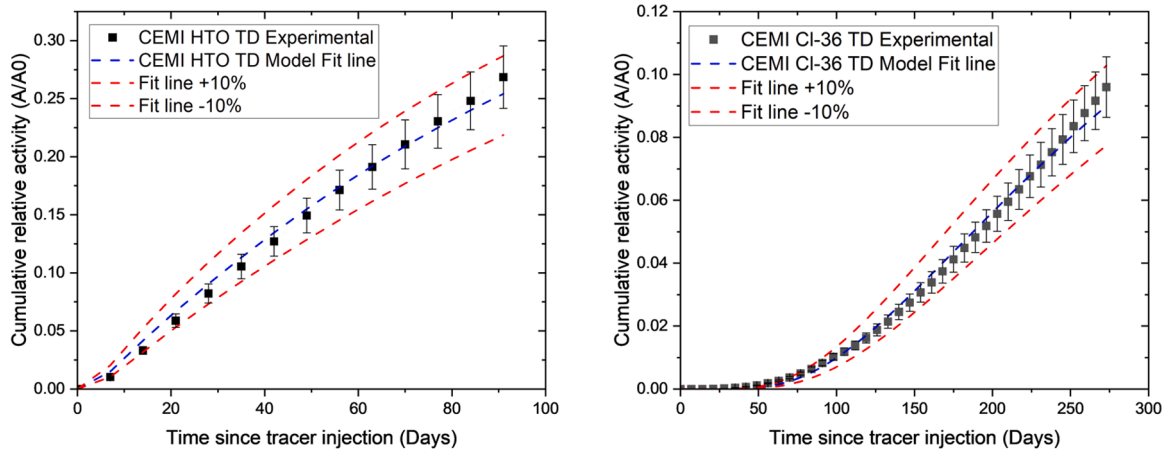 CEMI HTO TD Experimental
CEMI HTO TD Model Fit line
Fit line +10%
Fit line -10%
Cumulative relative activity (A/A0)
0.30
0.25
0.20
0.15
0.10
0.05
0.00
0 20 40 60 80 100
Time since tracer injection (Days)
CEMI Cl-36 TD Experimental
CEMI Cl-36 TD Model Fit line
Fit line +10%
Fit line -10%
Cumulative relative activity (A/A0)
0.12
0.10
0.08
0.06
0.04
0.02
0.00
0 50 100 150 200 250 300
Time since tracer injection (Days)